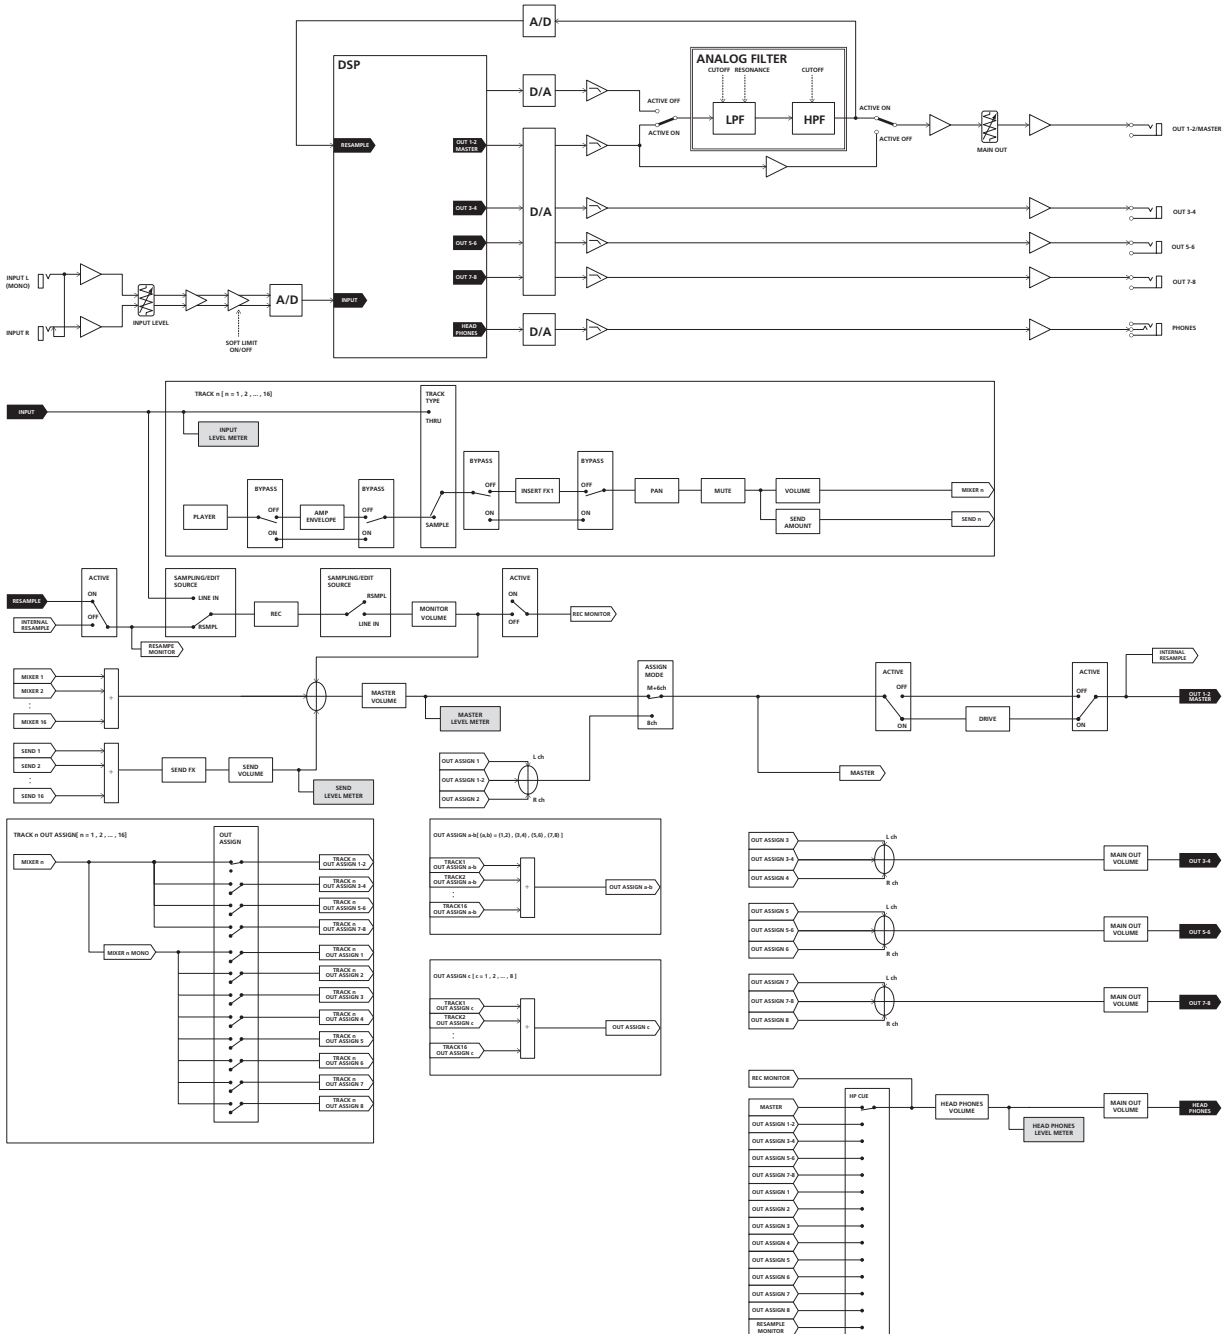 A/D
DSP
D/A
ANALOG FILTER
CUTOFF RESONANCE
CUTOFF
LPF
HPF
ACTIVE OFF
ACTIVE ON
ACTIVE ON
ACTIVE OFF
MAIN OUT
OUT 1-2/MASTER
RESAMPLE
OUT 1-2
MASTER
OUT 3-4
D/A
OUT 3-4
OUT 5-6
OUT 5-6
OUT 7-8
OUT 7-8
INPUT L
(MONO)
INPUT R
INPUT LEVEL
SOFT LIMIT
ON/OFF
A/D
INPUT
HEAD
PHONES
D/A
PHONES
INPUT
TRACK n [ n = 1 , 2 , ... , 16]
INPUT
LEVEL METER
TRACK
TYPE
THRU
SAMPLE
PLAYER
BYPASS
OFF
ON
AMP
ENVELOPE
BYPASS
OFF
ON
BYPASS
OFF
ON
INSERT FX1
BYPASS
OFF
ON
PAN
MUTE
VOLUME
SEND
AMOUNT
MIXER n
SEND n
RESAMPLE
INTERNAL
RESAMPLE
ACTIVE
ON
OFF
RESAMPE
MONITOR
SAMPLING/EDIT
SOURCE
LINE IN
RSMPL
REC
SAMPLING/EDIT
SOURCE
RSMPL
LINE IN
MONITOR
VOLUME
ACTIVE
ON
OFF
REC MONITOR
MIXER 1
MIXER 2
:
MIXER 16
+
SEND 1
SEND 2
:
SEND 16
+
SEND FX
SEND
VOLUME
SEND
LEVEL METER
MASTER
VOLUME
MASTER
LEVEL METER
ASSIGN
MODE
M+6ch
8ch
OUT ASSIGN 1
OUT ASSIGN 1-2
OUT ASSIGN 2
L ch
R ch
MASTER
ACTIVE
OFF
ON
DRIVE
ACTIVE
OFF
ON
INTERNAL
RESAMPLE
OUT 1-2
MASTER
TRACK n OUT ASSIGN[ n = 1 , 2 , ... , 16]
MIXER n
MIXER n MONO
OUT
ASSIGN
TRACK n
OUT ASSIGN 1-2
TRACK n
OUT ASSIGN 3-4
TRACK n
OUT ASSIGN 5-6
TRACK n
OUT ASSIGN 7-8
TRACK n
OUT ASSIGN 1
TRACK n
OUT ASSIGN 2
TRACK n
OUT ASSIGN 3
TRACK n
OUT ASSIGN 4
TRACK n
OUT ASSIGN 5
TRACK n
OUT ASSIGN 6
TRACK n
OUT ASSIGN 7
TRACK n
OUT ASSIGN 8
OUT ASSIGN a-b[ (a,b) = (1,2) , (3,4) , (5,6) , (7,8) ]
TRACK1
OUT ASSIGN a-b
TRACK2
OUT ASSIGN a-b
:
TRACK16
OUT ASSIGN a-b
+
OUT ASSIGN a-b
OUT ASSIGN c [ c = 1 , 2 , ... , 8 ]
TRACK1
OUT ASSIGN c
TRACK2
OUT ASSIGN c
:
TRACK16
OUT ASSIGN c
+
OUT ASSIGN c
OUT ASSIGN 3
OUT ASSIGN 3-4
OUT ASSIGN 4
L ch
R ch
MAIN OUT
VOLUME
OUT 3-4
OUT ASSIGN 5
OUT ASSIGN 5-6
OUT ASSIGN 6
L ch
R ch
MAIN OUT
VOLUME
OUT 5-6
OUT ASSIGN 7
OUT ASSIGN 7-8
OUT ASSIGN 8
L ch
R ch
MAIN OUT
VOLUME
OUT 7-8
REC MONITOR
MASTER
OUT ASSIGN 1-2
OUT ASSIGN 3-4
OUT ASSIGN 5-6
OUT ASSIGN 7-8
OUT ASSIGN 1
OUT ASSIGN 2
OUT ASSIGN 3
OUT ASSIGN 4
OUT ASSIGN 5
OUT ASSIGN 6
OUT ASSIGN 7
OUT ASSIGN 8
RESAMPLE
MONITOR
HP CUE
HEAD PHONES
VOLUME
HEAD PHONES
LEVEL METER
MAIN OUT
VOLUME
HEAD
PHONES